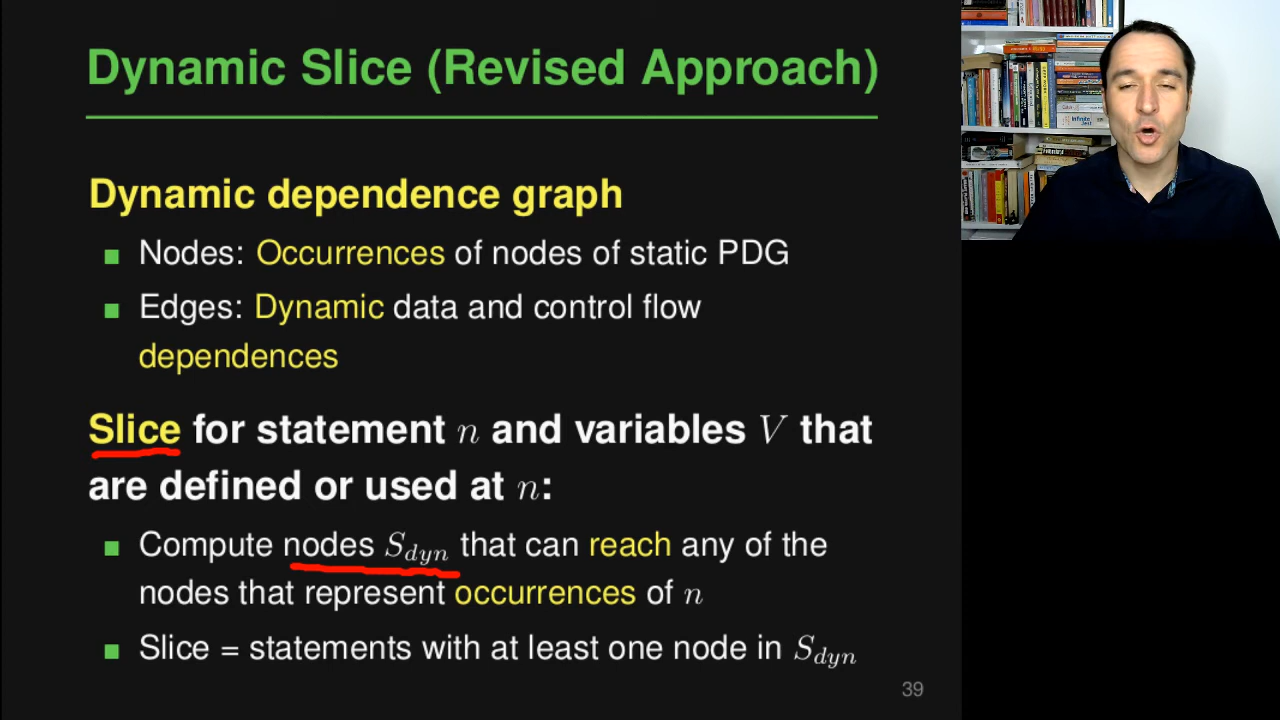 Dynamic Slice (Revised Approach)
Dynamic dependence graph
Nodes: Occurrences of nodes of static PDG
Edges: Dynamic data and control flow
dependences
Slice for statement n and variables V that
are defined or used at n:
Compute nodes S_dyn that can reach any of the
nodes that represent occurrences of n
Slice = statements with at least one node in S_dyn
39
Infinite
Jest